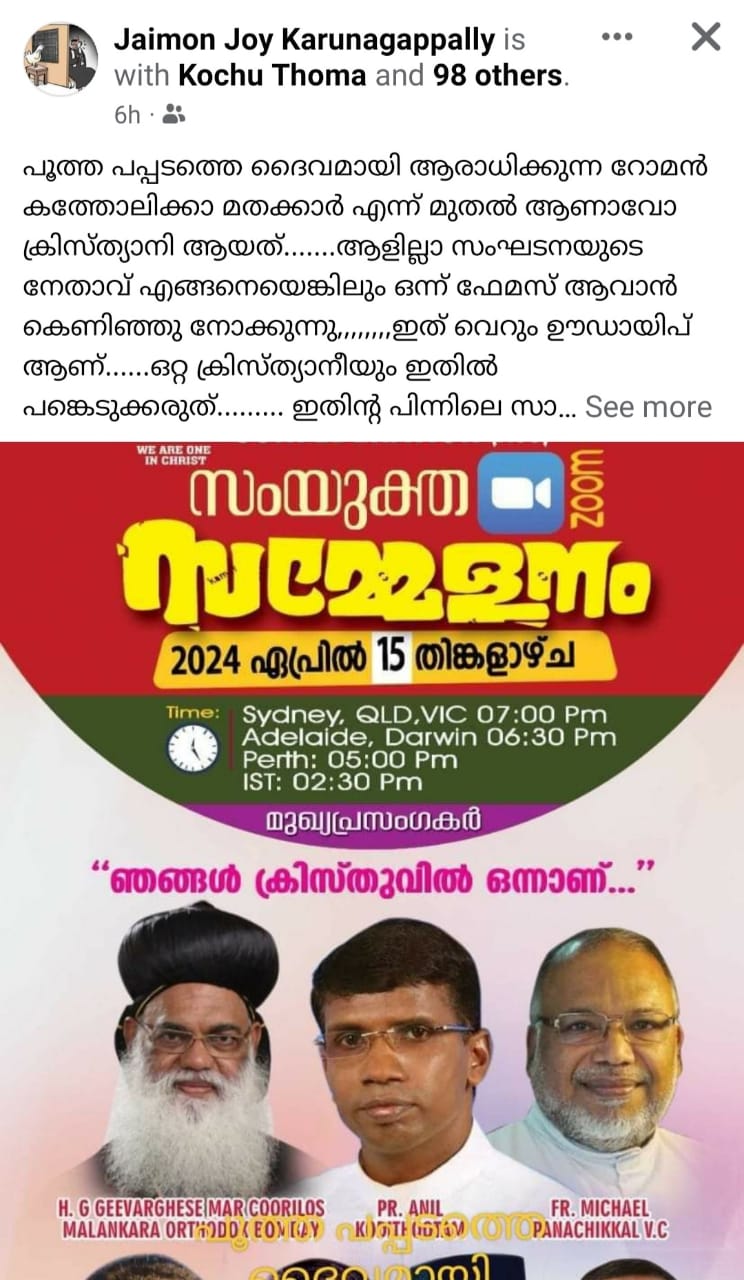 Jaimon Joy Karunagappally is
with Kochu Thoma and 98 others.
6h
പൂത്ത പപ്പടത്തെ ദൈവമായി ആരാധിക്കുന്ന റോമൻ
കത്തോലിക്കാ മതക്കാർ എന്ന് മുതൽ ആണാവോ
ക്രിസ്ത്യാനി ആയത്.......ആളില്ലാ സംഘടനയുടെ
നേതാവ് എങ്ങനെയെങ്കിലും ഒന്ന് ഫേമസ് ആവാൻ
കെണിഞ്ഞു നോക്കുന്നു,,,,,,,,ഇത് വെറും ഊഡായിപ്
ആണ്......ഒറ്റ ക്രിസ്ത്യാനീയും ഇതിൽ
പങ്കെടുക്കരുത്......... ഇതിന്റ പിന്നിലെ സാ... See more
WE ARE ONE
IN CHRIST
സംയുക്ത zoom
സമ്മേളനം
2024 ഏപ്രിൽ 15 തിങ്കളാഴ്ച
Time: Sydney, QLD,VIC 07:00 Pm
Adelaide, Darwin 06:30 Pm
Perth: 05:00 Pm
IST: 02:30 Pm
മുഖ്യപ്രസംഗകർ
“ഞങ്ങൾ ക്രിസ്തുവിൽ ഒന്നാണ്...”
H. G GEEVARGHESE MAR COORILOS
MALANKARA ORTHODOX BOMBAY
PR. ANIL
FR. MICHAEL
PANACHIKKAL V.C
പൂത്ത പപ്പടത്തെ
ദൈവമായി